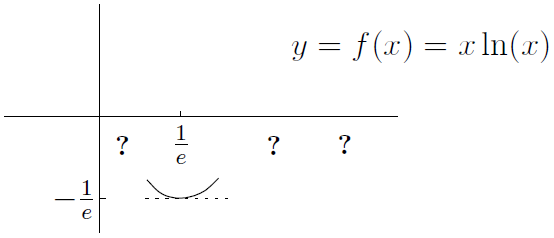 y = f(x) = x ln(x)
? 1/e ? ?
−1/e